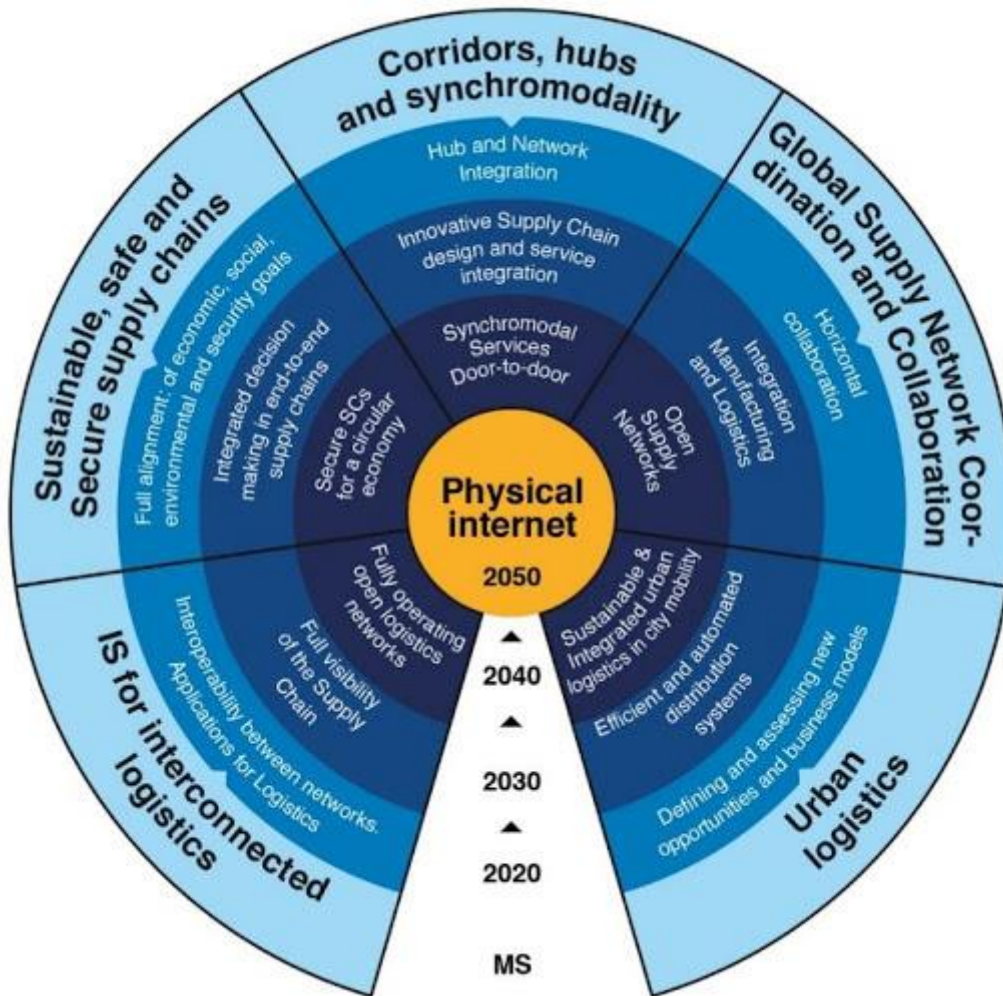 Corridors, hubs
and synchromodality
Hub and Network
Integration
Innovative Supply Chain
design and service
integration
Synchromodal
Services
Door-to-door
Global Supply Network Coor-
dination and Collaboration
Horizontal
collaboration
Integration
Manufacturing
and Logistics
Open
Supply
Networks
Urban
logistics
Defining and assessing new
opportunities and business models
Efficient and automated
distribution
systems
Sustainable &
Integrated urban
logistics in city mobility
IS for interconnected
logistics
Interoperability between networks.
Applications for Logistics
Full visibility
of the Supply
Chain
Fully operating
open logistics
networks
Sustainable, safe and
Secure supply chains
Full alignment: of economic, social,
environmental and security goals
Integrated decision
making in end-to-end
supply chains
Secure SCs
for a circular
economy
Physical
internet
2050
2040
2030
2020
MS